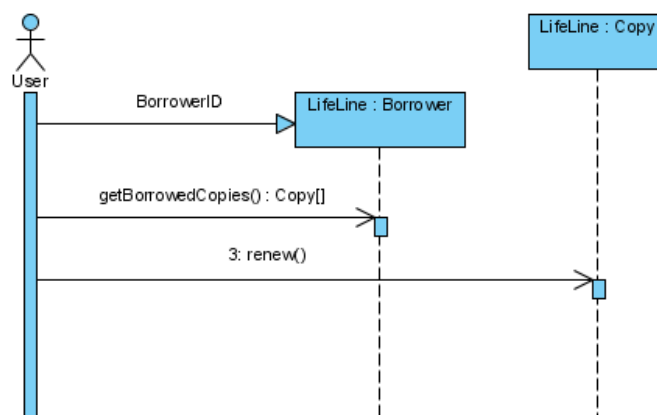 LifeLine : Copy
User
BorrowerID
LifeLine : Borrower
getBorrowedCopies() : Copy[]
3: renew()